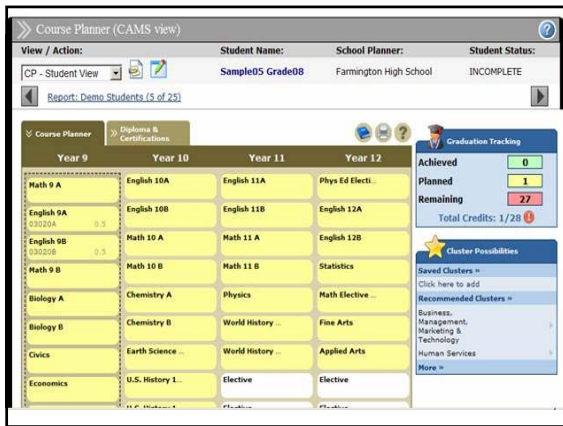 Course Planner (CAMS view)
View / Action: Student Name: School Planner: Student Status:
CP - Student View Sample05 Grade08 Farmington High School INCOMPLETE
Report: Demo Students (5 of 25)
Course Planner
Diploma & Certifications
Year 9 Year 10 Year 11 Year 12
Math 9 A English 10A English 11A Phys Ed Electi...
English 9A English 10B English 11B English 12A
03020A 0.5
English 9B Math 10 A Math 11 A English 12B
03020B 0.5
Math 9 B Math 10 B Math 11 B Statistics
Biology A Chemistry A Physics Math Elective ...
Biology B Chemistry B World History ... Fine Arts
Civics Earth Science ... World History ... Applied Arts
Economics U.S. History 1... Elective Elective
Graduation Tracking
Achieved 0
Planned 1
Remaining 27
Total Credits: 1/28
Cluster Possibilities
Saved Clusters »
Click here to add
Recommended Clusters »
Business,
Management,
Marketing &
Technology
Human Services
More »